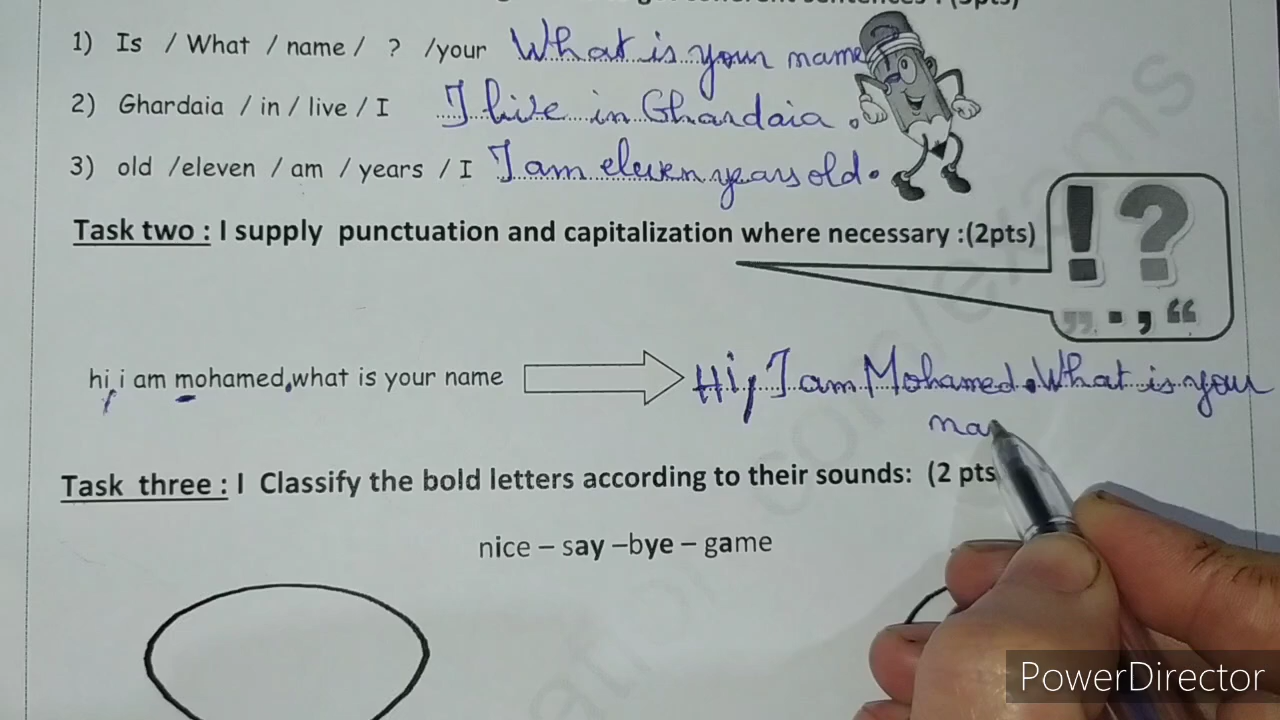 1) Is / What / name / ? /your What is your name
2) Ghardaia / in / live / I I live in Ghardaia.
3) old /eleven / am / years / I I am eleven years old.
Task two : I supply punctuation and capitalization where necessary :(2pts)
! ?
” . , “
hi, i am mohamed.what is your name Hi, I am Mohamed. What is your
na
Task three : I Classify the bold letters according to their sounds: (2 pts
nice – say –bye – game
PowerDirector